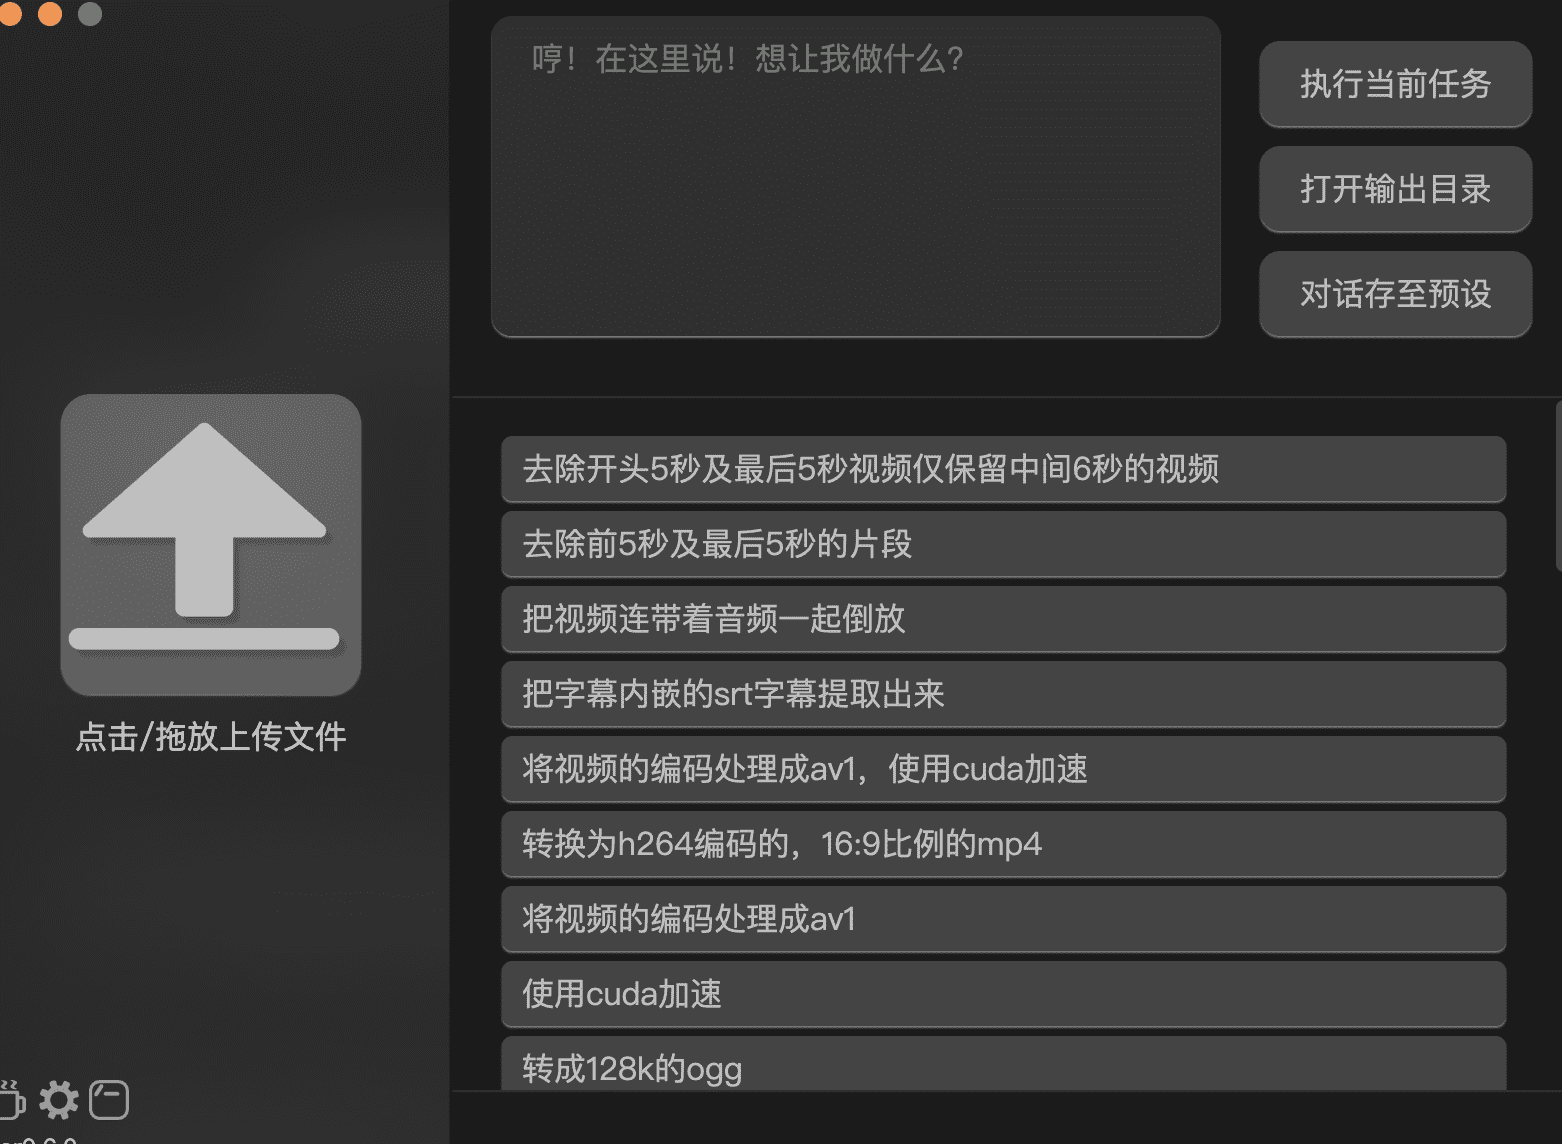 哼！在这里说！想让我做什么？
执行当前任务
打开输出目录
对话存至预设
去除开头5秒及最后5秒视频仅保留中间6秒的视频
去除前5秒及最后5秒的片段
把视频连带着音频一起倒放
把字幕内嵌的srt字幕提取出来
将视频的编码处理成av1，使用cuda加速
转换为h264编码的，16:9比例的mp4
将视频的编码处理成av1
使用cuda加速
转成128k的ogg
点击/拖放上传文件